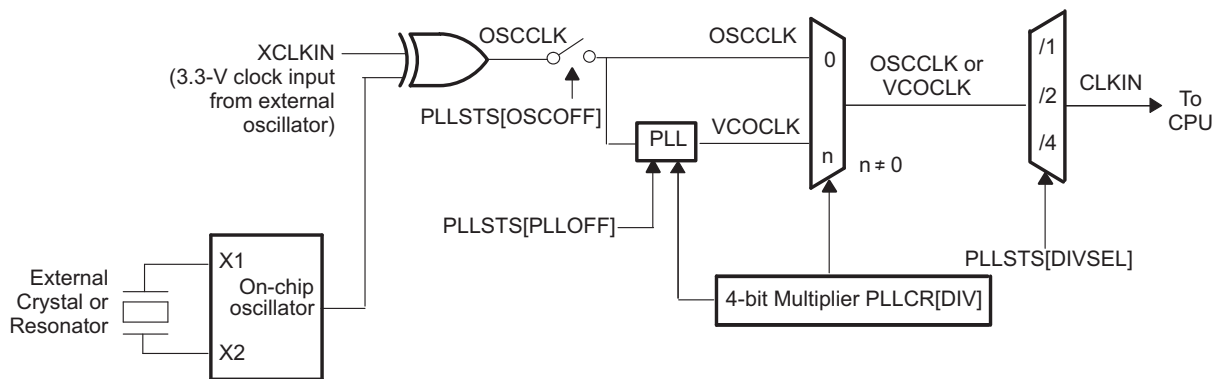 OSCCLK
XCLKIN
(3.3-V clock input
from external
oscillator)
PLLSTS[OSCOFF]
OSCCLK
0
PLL
VCOCLK
n
n ≠ 0
OSCCLK or
VCOCLK
/1
/2
/4
CLKIN
To
CPU
PLLSTS[PLLOFF]
PLLSTS[DIVSEL]
4-bit Multiplier PLLCR[DIV]
External
Crystal or
Resonator
X1
On-chip
oscillator
X2